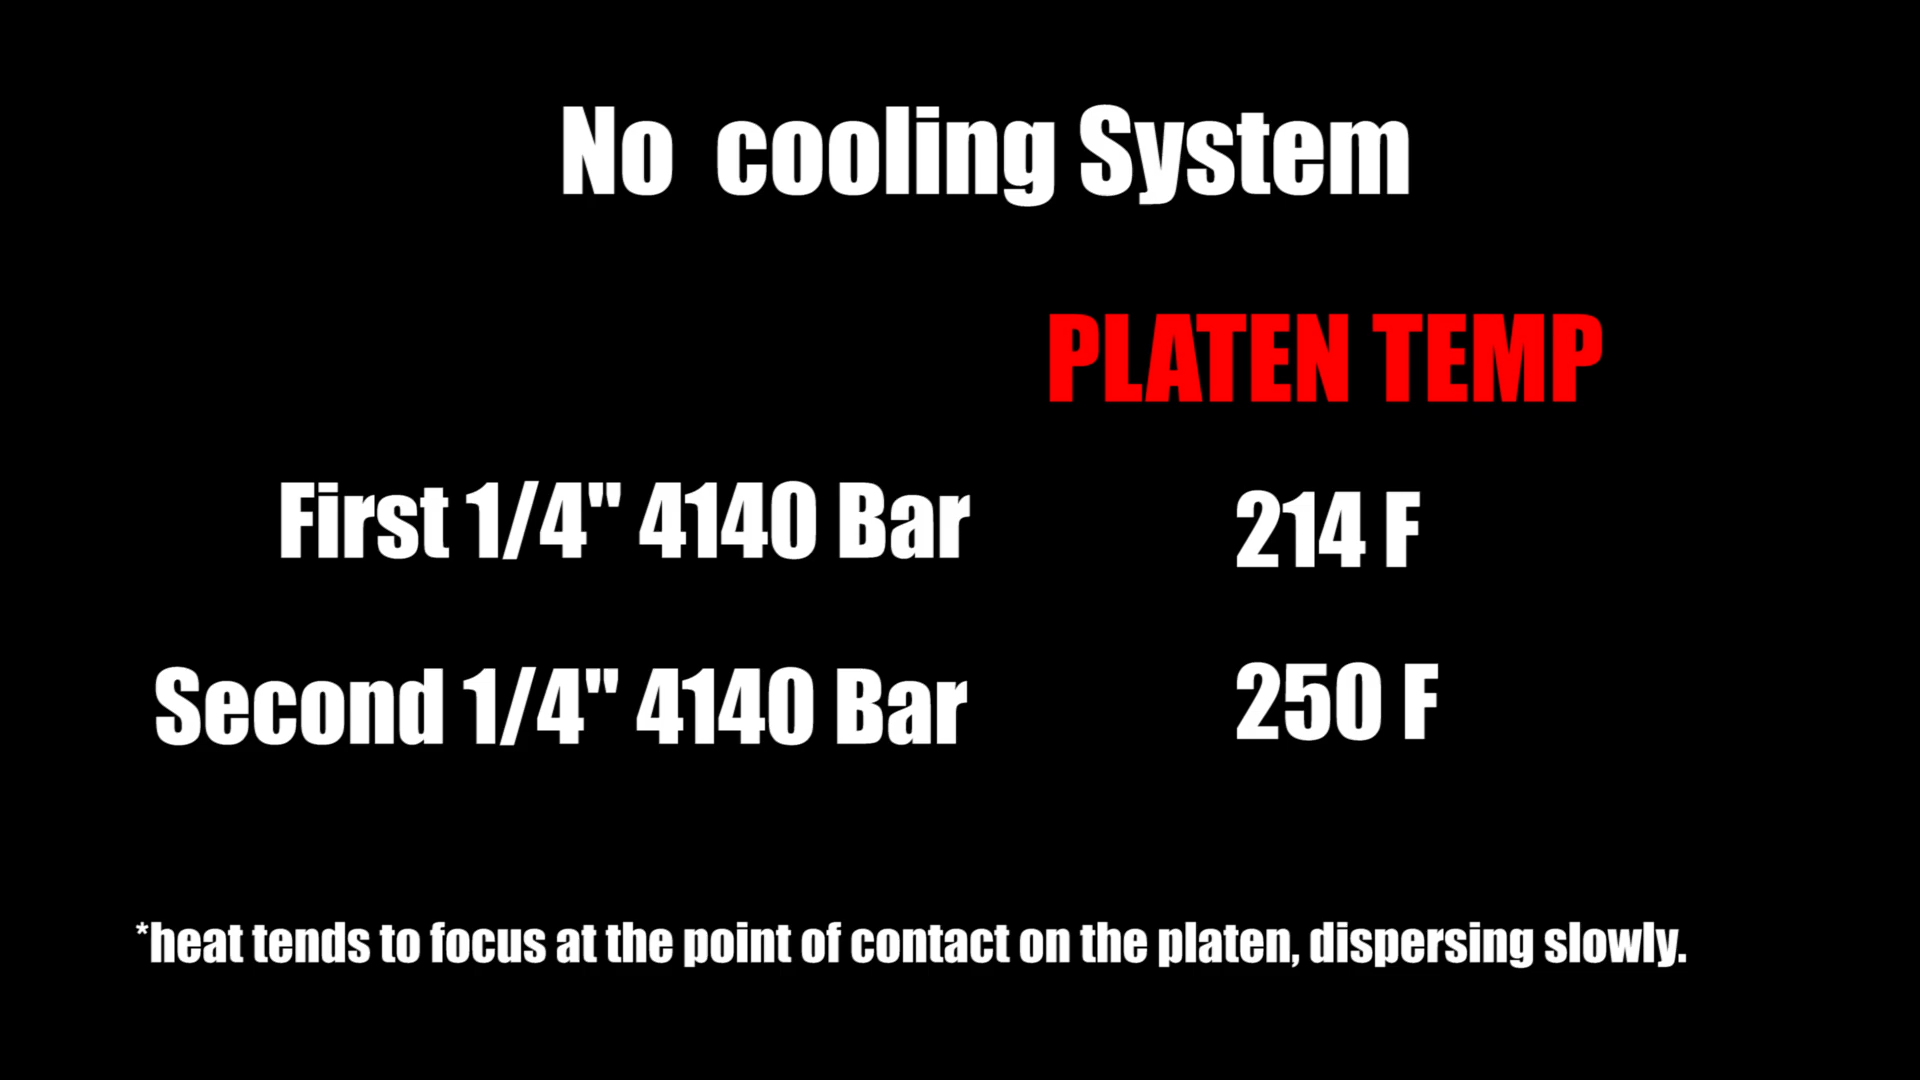 No  cooling System
PLATEN TEMP
First 1/4" 4140 Bar 214 F
Second 1/4" 4140 Bar 250 F
*heat tends to focus at the point of contact on the platen, dispersing slowly.